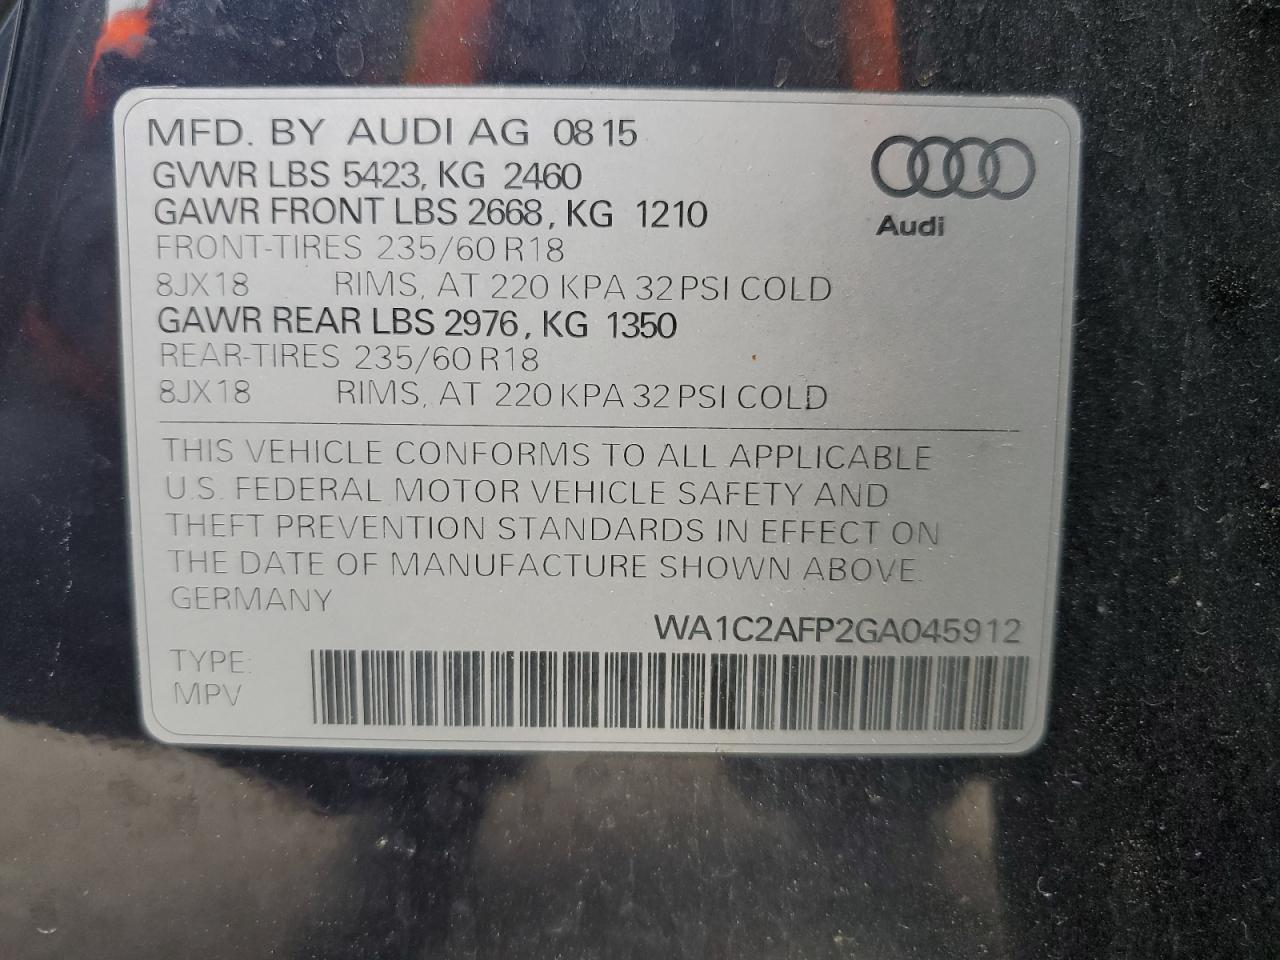 MFD. BY AUDI AG 08 15
GVWR LBS 5423, KG 2460
GAWR FRONT LBS 2668, KG 1210
FRONT-TIRES 235/60 R18
8JX18 RIMS, AT 220 KPA 32 PSI COLD
GAWR REAR LBS 2976, KG 1350
REAR-TIRES 235/60 R18
8JX18 RIMS, AT 220 KPA 32 PSI COLD
Audi
THIS VEHICLE CONFORMS TO ALL APPLICABLE
U.S. FEDERAL MOTOR VEHICLE SAFETY AND
THEFT PREVENTION STANDARDS IN EFFECT ON
THE DATE OF MANUFACTURE SHOWN ABOVE.
GERMANY
WA1C2AFP2GA045912
TYPE:
MPV